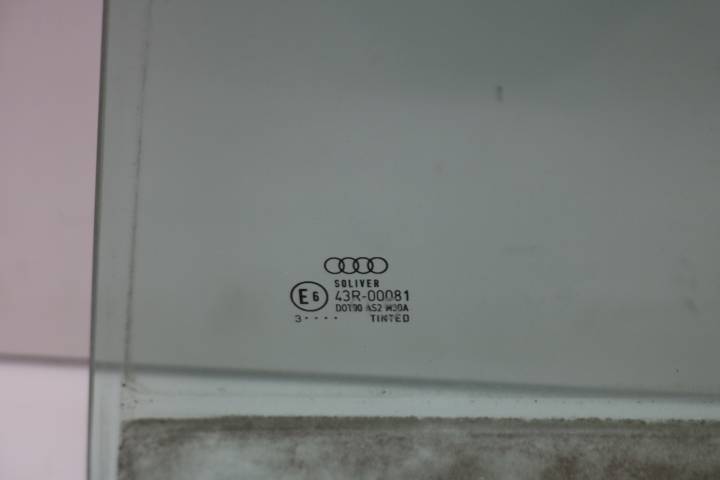 SOLIVER
E6 43R-00081
DOT90 AS2 M30A
3 •••• TINTED